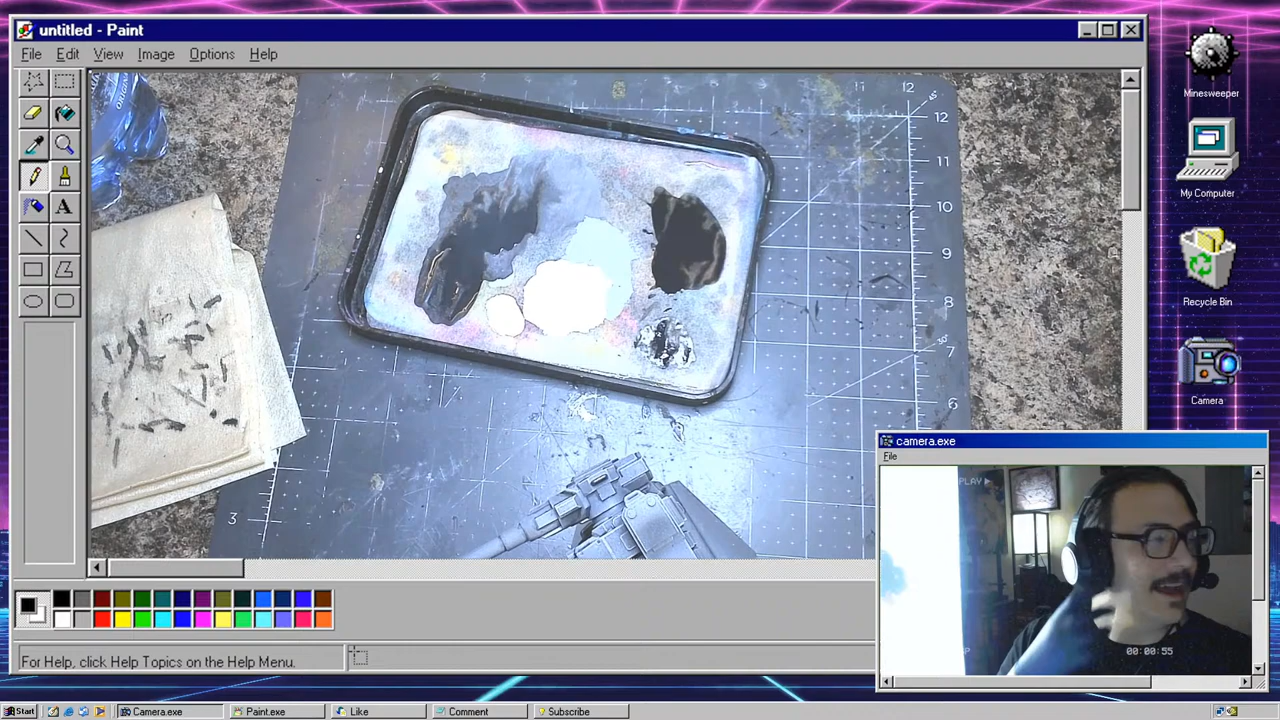 untitled - Paint
File Edit View Image Options Help
11 12
12
11
10
9
8
7
6
3
Minesweeper
My Computer
Recycle Bin
Camera
camera.exe
File
PLAY
00:00:55
For Help, click Help Topics on the Help Menu.
Start Camera.exe Paint.exe Like Comment Subscribe